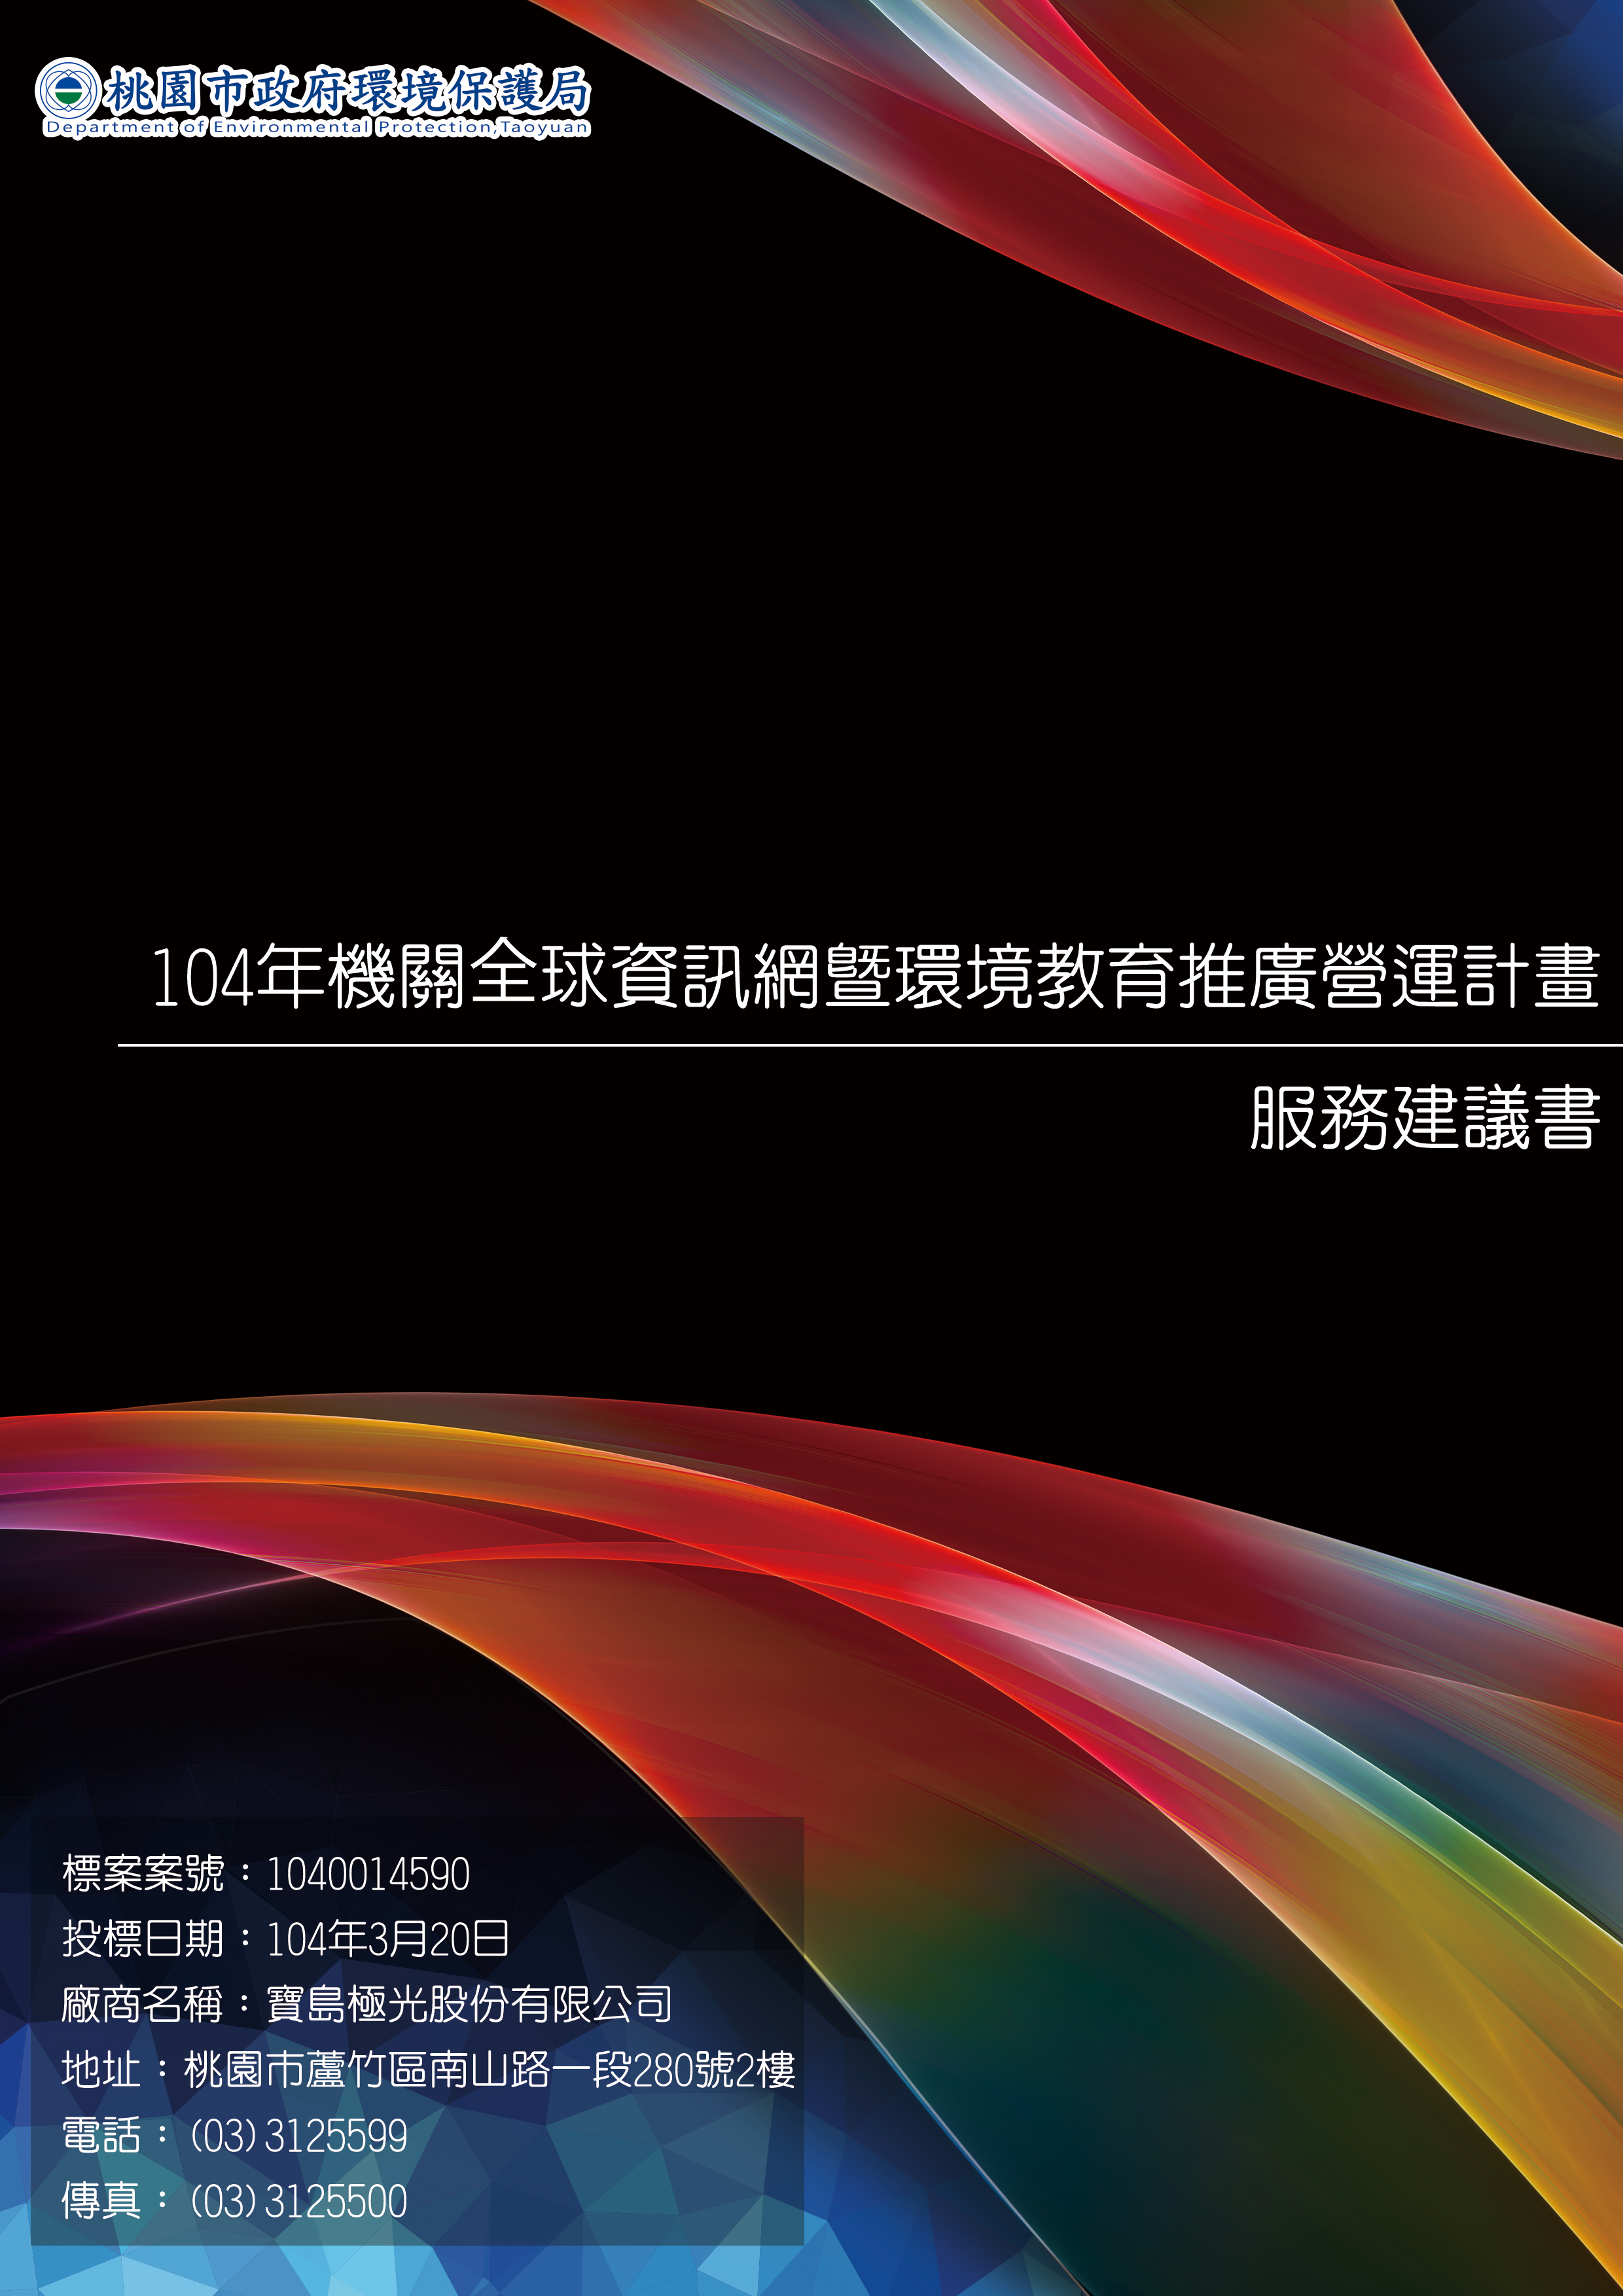 桃園市政府環境保護局
Department of Environmental Protection,Taoyuan
104年機關全球資訊網暨環境教育推廣營運計畫
服務建議書
標案案號：1040014590
投標日期：104年3月20日
廠商名稱：寶島極光股份有限公司
地址：桃園市蘆竹區南山路一段280號2樓
電話：(03)3125599
傳真：(03)3125500